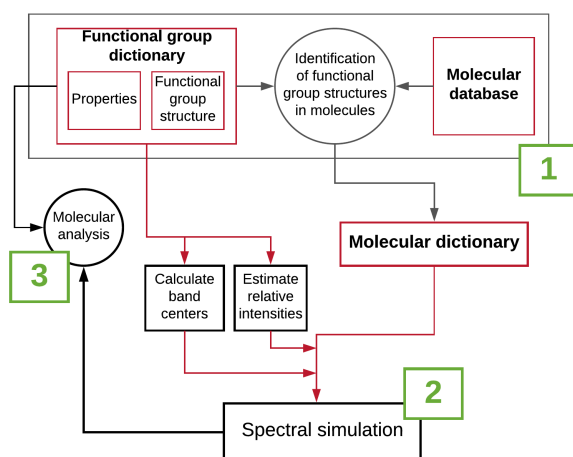 Functional group
dictionary
Properties
Functional
group
structure
Identification
of functional
group structures
in molecules
Molecular
database
1
Molecular
analysis
3
Molecular dictionary
Calculate
band
centers
Estimate
relative
intensities
2
Spectral simulation